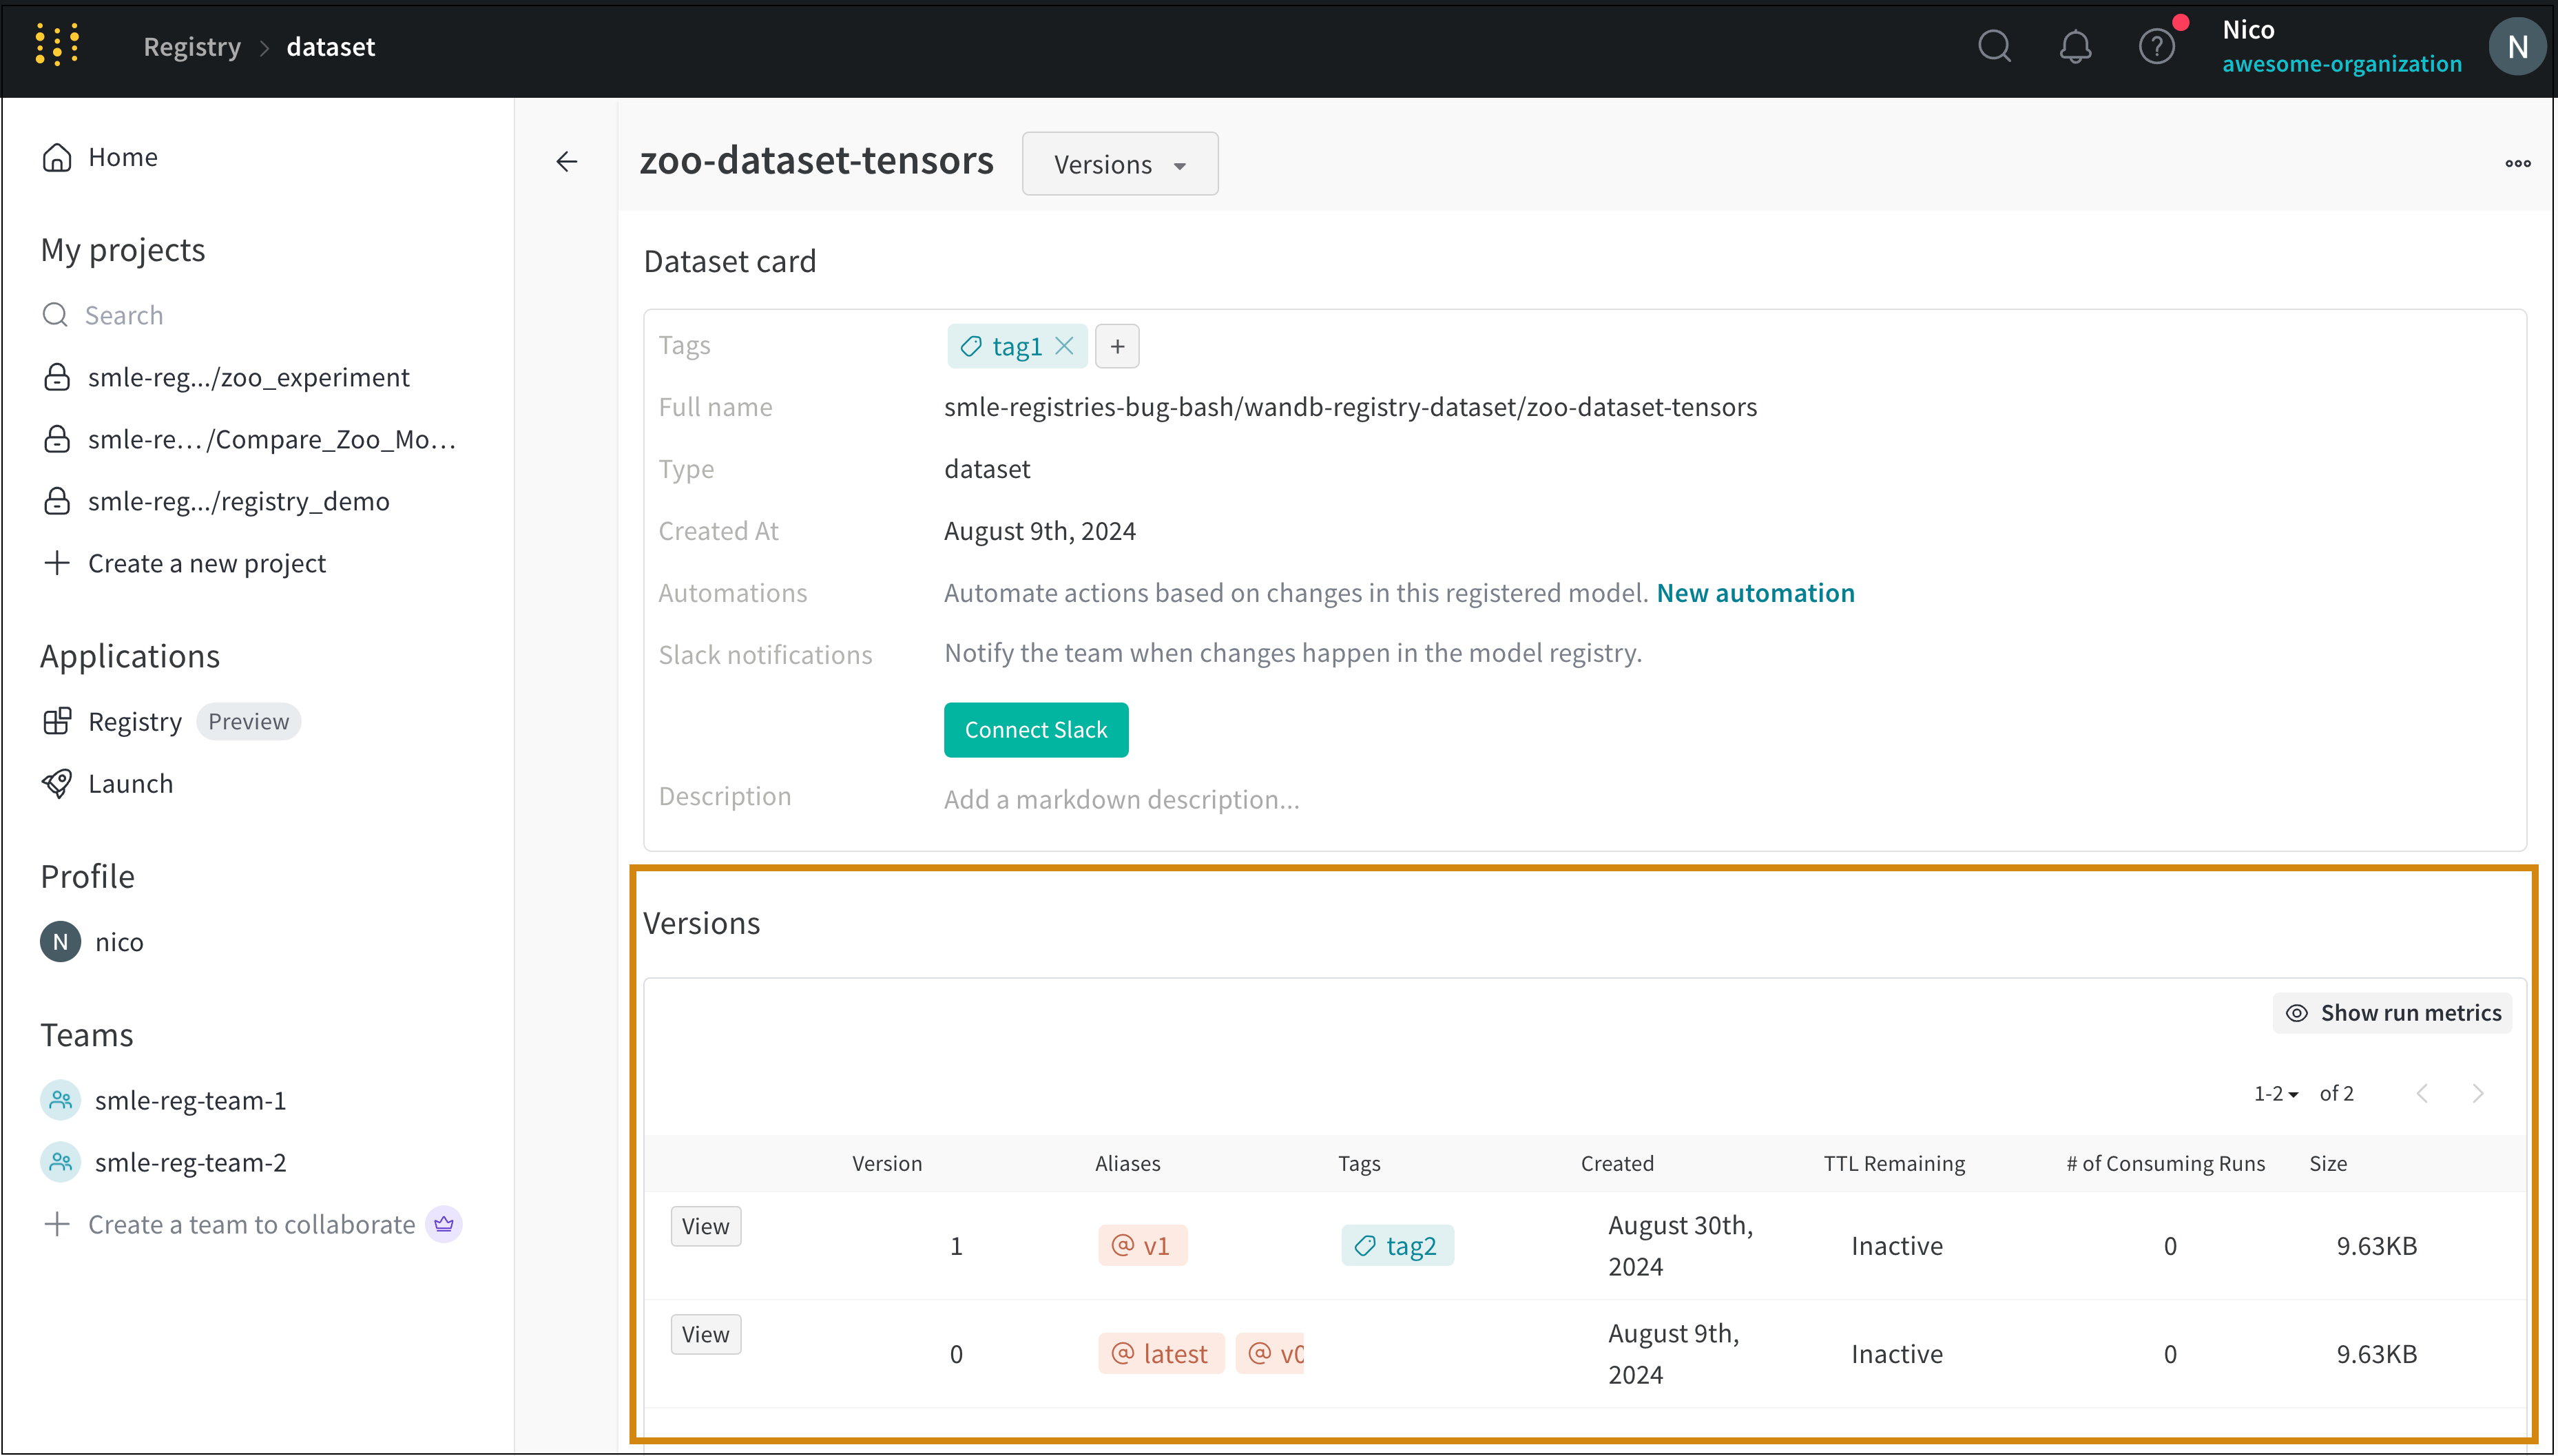 Registry > dataset
Nico
awesome-organization
N
Home
My projects
Search
smle-reg.../zoo_experiment
smle-re... /Compare_Zoo_Mo...
smle-reg.../registry_demo
Create a new project
Applications
Registry Preview
Launch
Profile
N nico
Teams
smle-reg-team-1
smle-reg-team-2
Create a team to collaborate
zoo-dataset-tensors Versions
Dataset card
Tags tag1 +
Full name smle-registries-bug-bash/wandb-registry-dataset/zoo-dataset-tensors
Type dataset
Created At August 9th, 2024
Automations Automate actions based on changes in this registered model. New automation
Slack notifications Notify the team when changes happen in the model registry.
Connect Slack
Description Add a markdown description...
Versions
Show run metrics
1-2 of 2
Version Aliases Tags Created TTL Remaining # of Consuming Runs Size
View 1 @ v1 tag2 August 30th, 2024 Inactive 0 9.63KB
View 0 @ latest @ v0 August 9th, 2024 Inactive 0 9.63KB